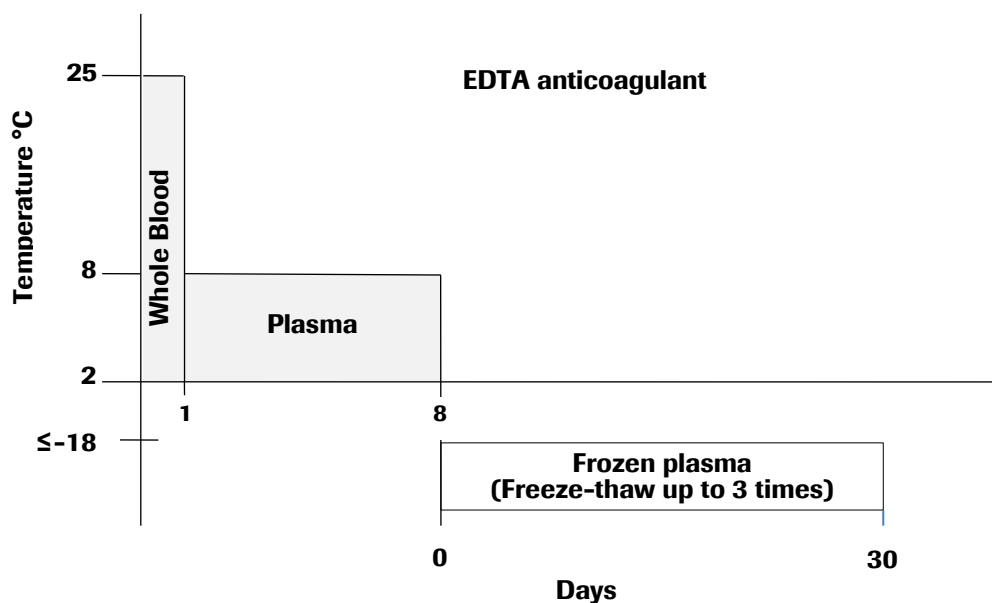 25
EDTA anticoagulant
Temperature °C
Whole Blood
8
Plasma
2
1
8
≤-18
Frozen plasma
(Freeze-thaw up to 3 times)
0
30
Days